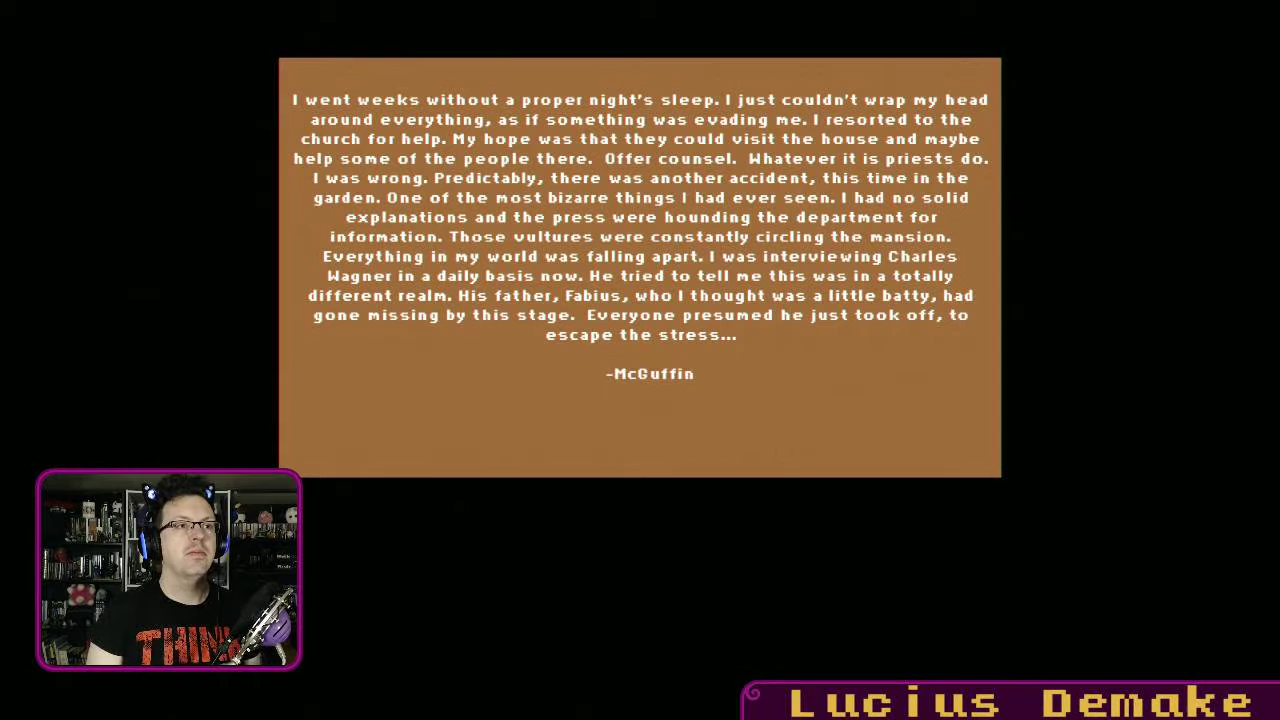 I went weeks without a proper night's sleep. I just couldn't wrap my head
around everything, as if something was evading me. I resorted to the
church for help. My hope was that they could visit the house and maybe
help some of the people there.  Offer counsel.  Whatever it is priests do.
I was wrong. Predictably, there was another accident, this time in the
garden. One of the most bizarre things I had ever seen. I had no solid
explanations and the press were hounding the department for
information. Those vultures were constantly circling the mansion.
Everything in my world was falling apart. I was interviewing Charles
Wagner in a daily basis now. He tried to tell me this was in a totally
different realm. His father, Fabius, who I thought was a little batty, had
gone missing by this stage.  Everyone presumed he just took off, to
escape the stress...
-McGuffin
THIN
Lucius Demake